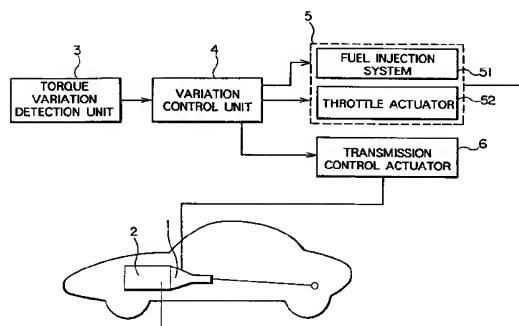 3
TORQUE
VARIATION
DETECTION UNIT
4
VARIATION
CONTROL UNIT
5
FUEL INJECTION
SYSTEM
51
THROTTLE ACTUATOR
52
TRANSMISSION
CONTROL ACTUATOR
6
2
1